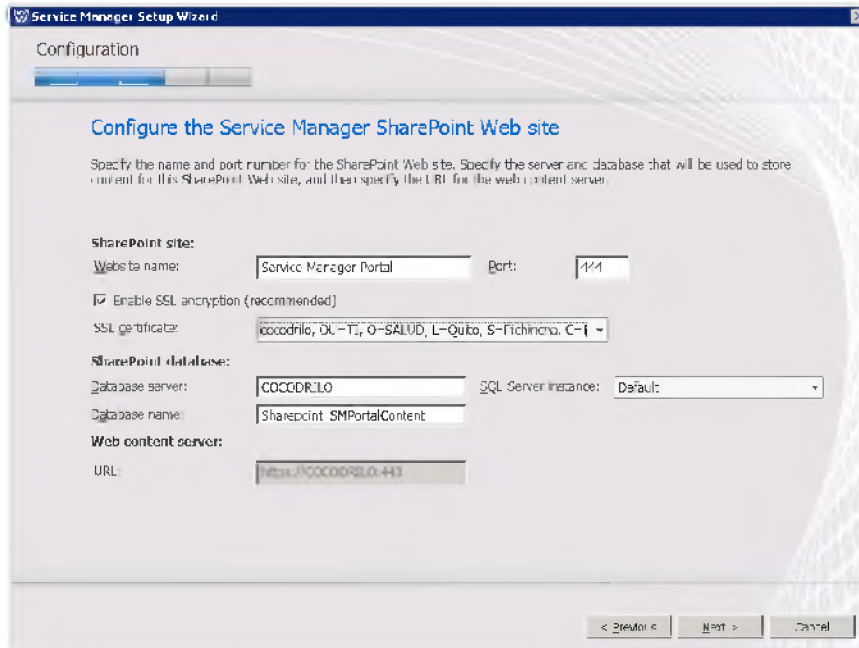 Service Manager Setup Wizard
Configuration
Configure the Service Manager SharePoint Web site
Specify the name and port number for the SharePoint Web site. Specify the server and database that will be used to store
content for this SharePoint Web site, and then specify the URL for the web content server.
SharePoint site:
Website name: Service Manager Portal Port: 444
Enable SSL encryption (recommended)
SSL certificate: cocodrilo, OU=TI, O=SALUD, L=Quito, S=Pichincha, C=
SharePoint database:
Database server: COCODRILO SQL Server instance: Default
Database name: Sharepoint_SMPortalContent
Web content server:
URL: https://COCODRILO:443
< Previous Next > Cancel